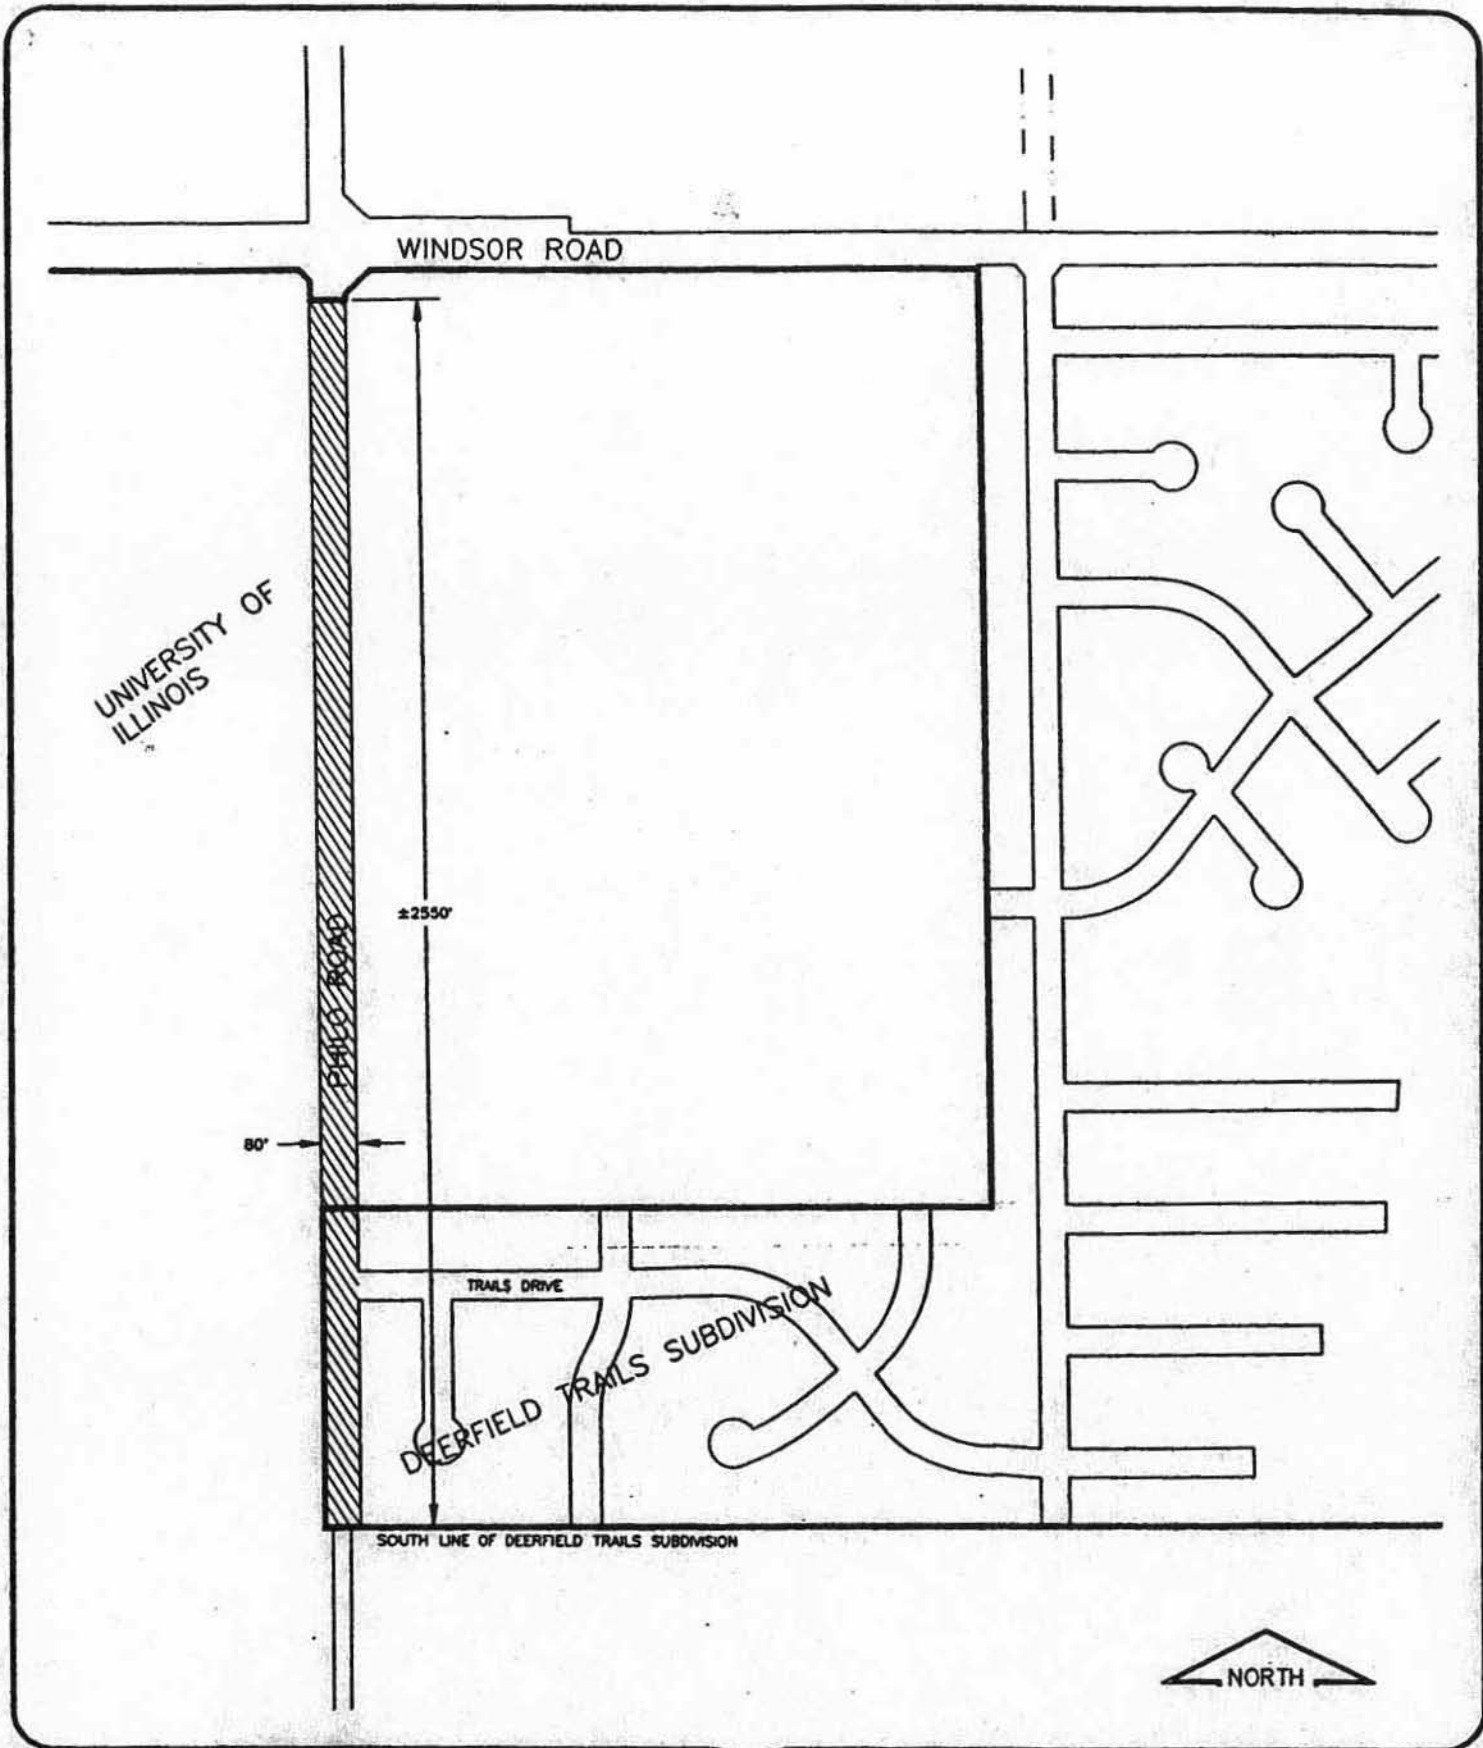 WINDSOR ROAD
UNIVERSITY OF
ILLINOIS
±2550'
PHILO ROAD
80'
TRAILS DRIVE
DEERFIELD TRAILS SUBDIVISION
SOUTH LINE OF DEERFIELD TRAILS SUBDIVISION
NORTH